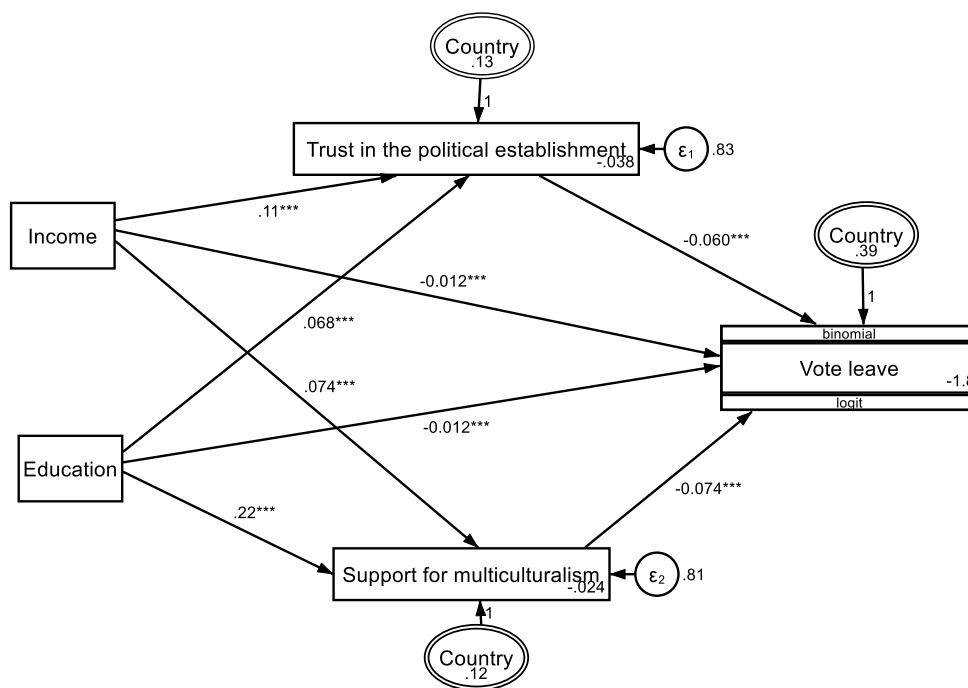 Country
.13
1
Trust in the political establishment
-.038
ε1
.83
Income
.11***
Country
.39
1
-0.060***
-0.012***
binomial
.068***
Vote leave
-1.8
.074***
logit
Education
-0.012***
-0.074***
.22***
Support for multiculturalism
-.024
ε2
.81
1
Country
.12